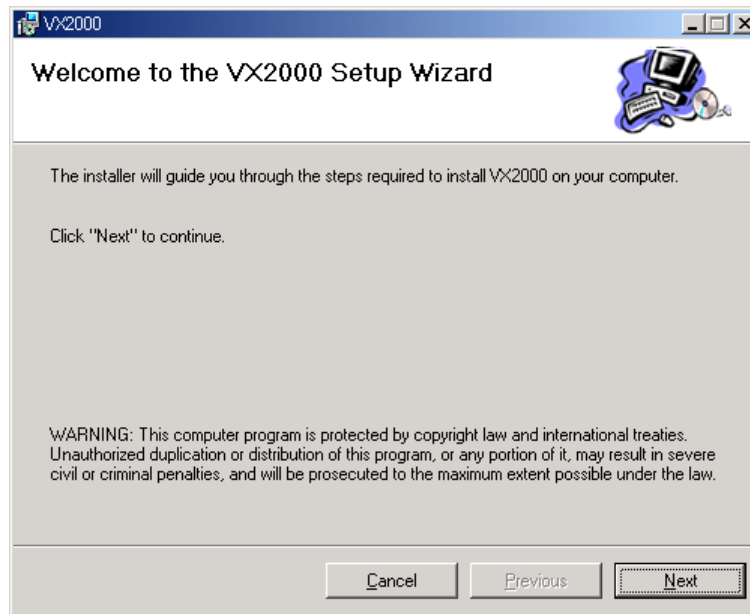 VX2000
Welcome to the VX2000 Setup Wizard
The installer will guide you through the steps required to install VX2000 on your computer.
Click "Next" to continue.
WARNING: This computer program is protected by copyright law and international treaties.
Unauthorized duplication or distribution of this program, or any portion of it, may result in severe
civil or criminal penalties, and will be prosecuted to the maximum extent possible under the law.
Cancel
Previous
Next